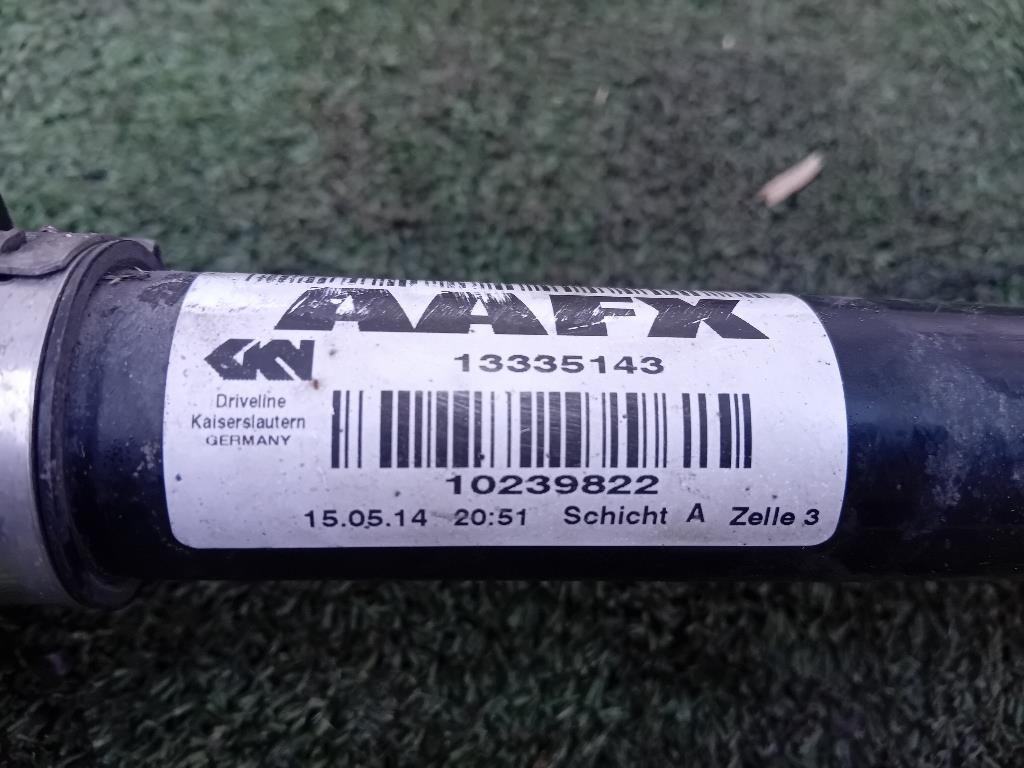 AAFX
13335143
GKN
Driveline
Kaiserslautern
GERMANY
10239822
15.05.14 20:51 Schicht A Zelle 3